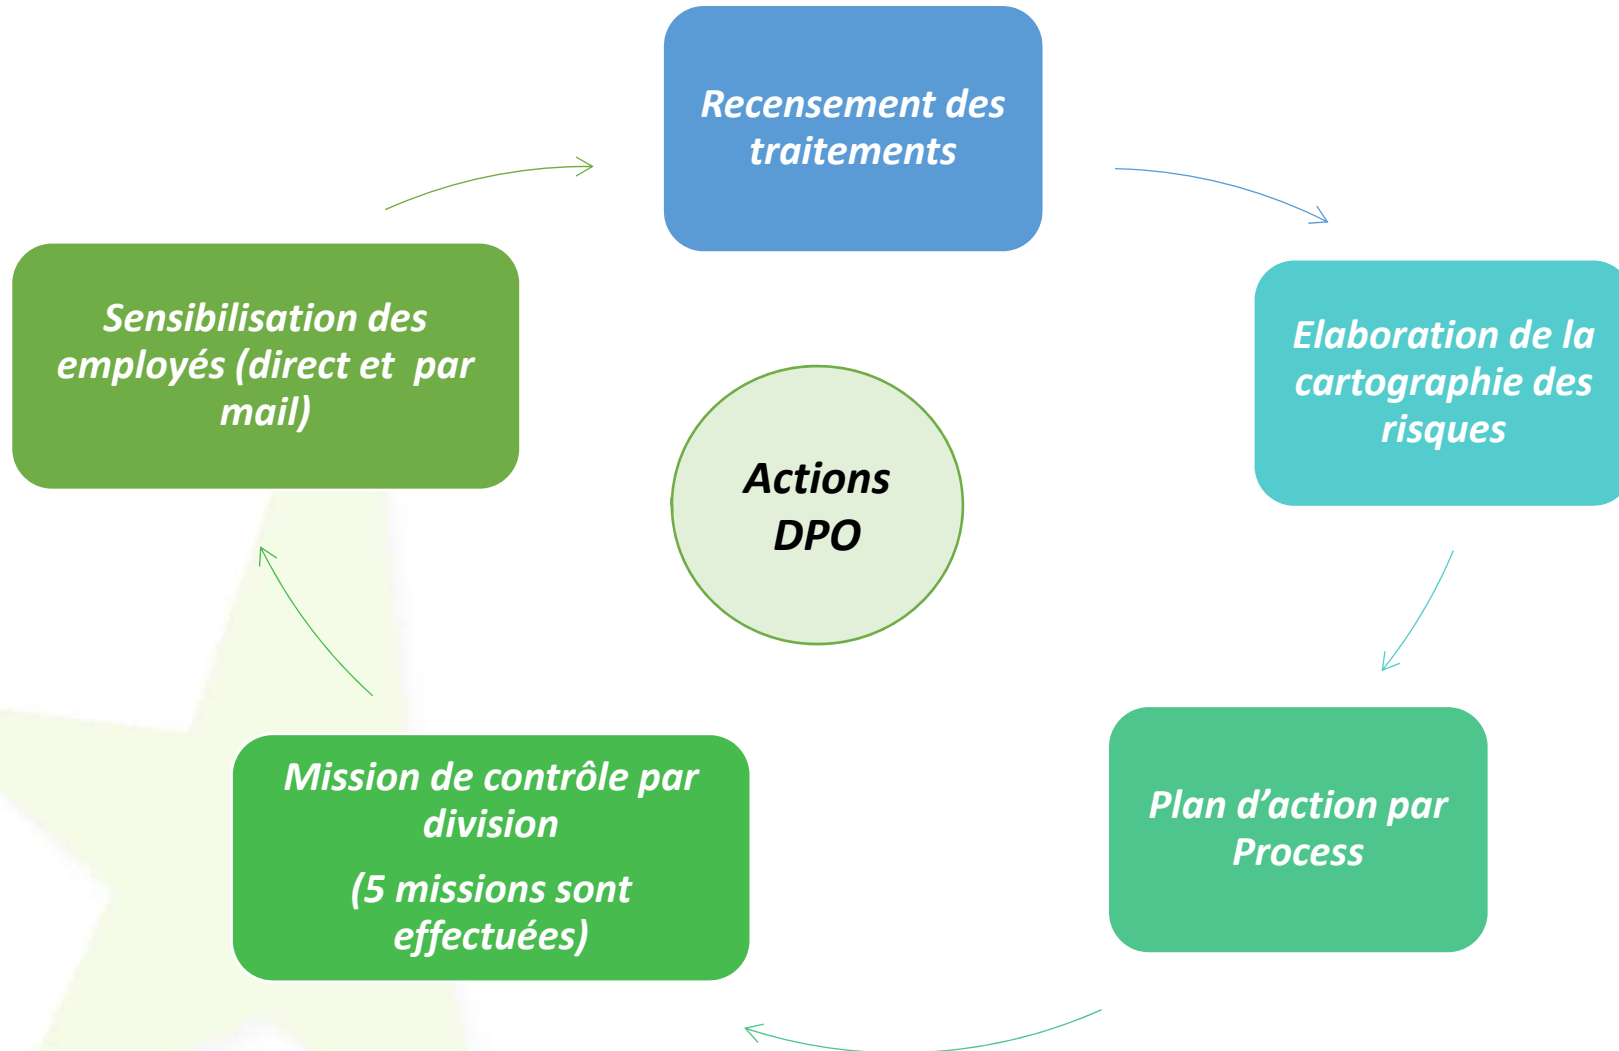 Recensement des
traitements
Elaboration de la
cartographie des
risques
Plan d’action par
Process
Mission de contrôle par
division
(5 missions sont
effectuées)
Sensibilisation des
employés (direct et  par
mail)
Actions
DPO